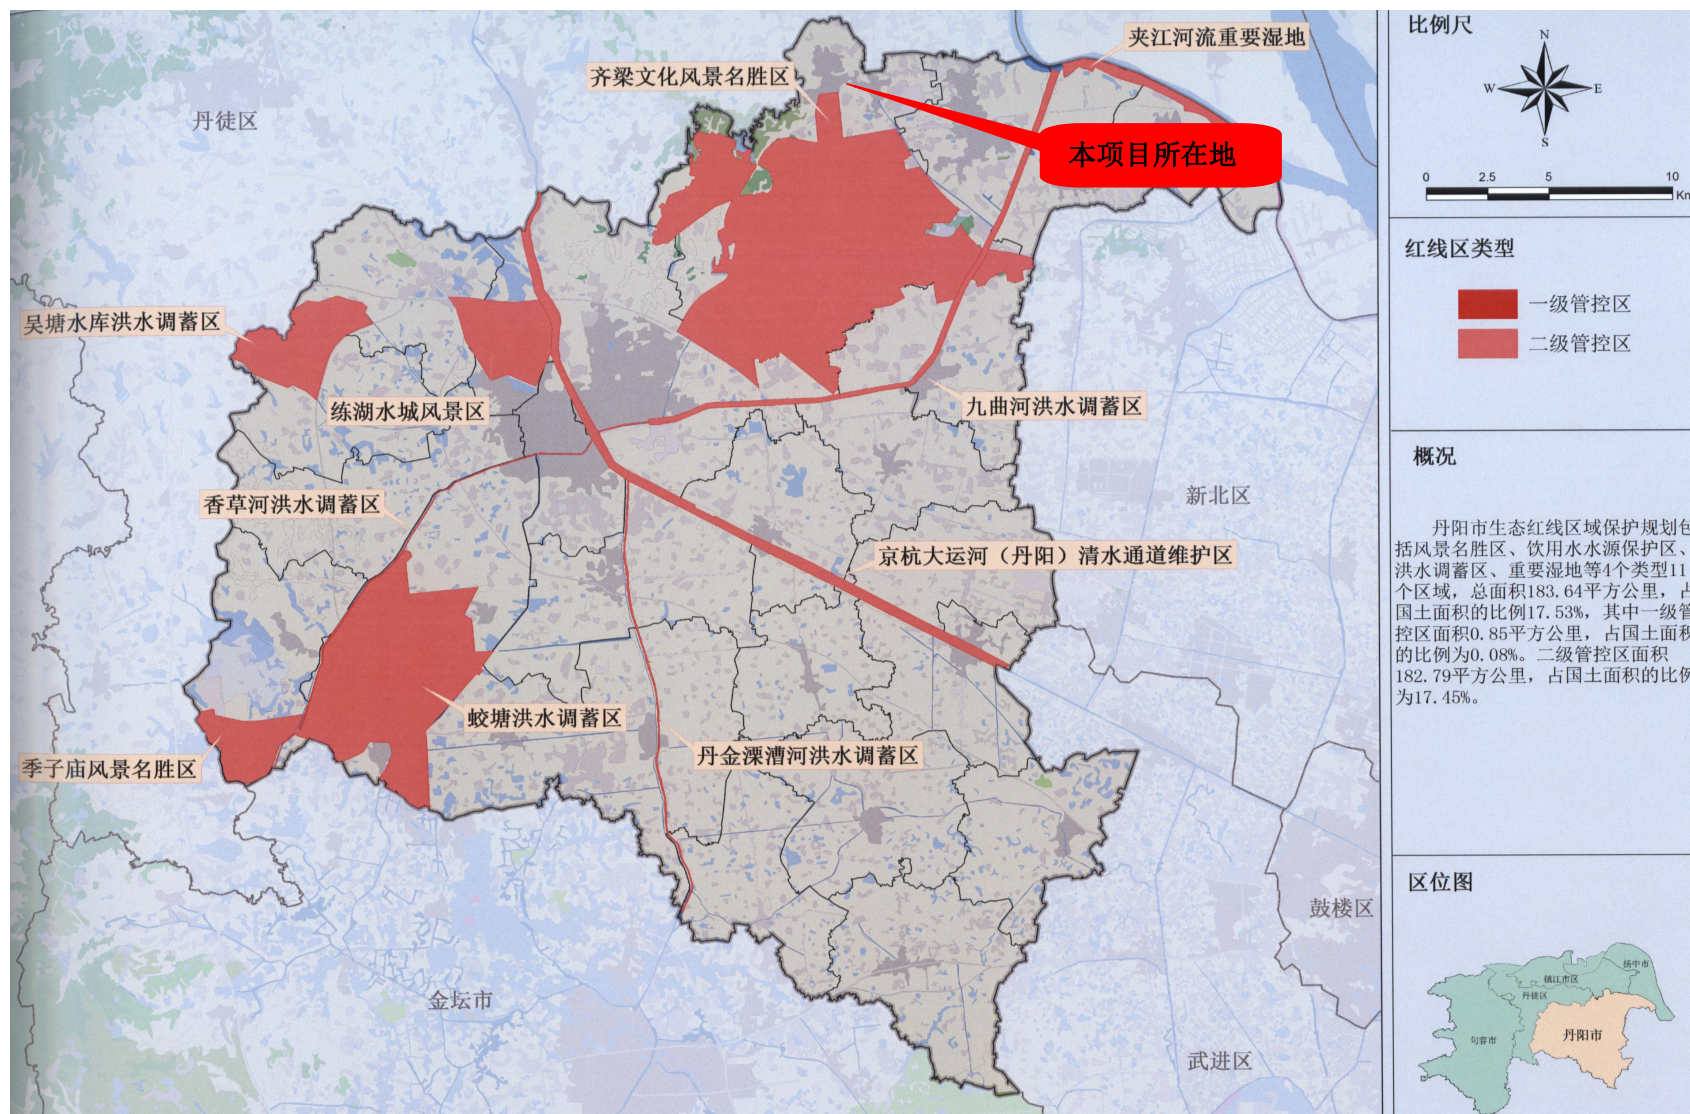 夹江河流重要湿地
齐梁文化风景名胜区
丹徒区
本项目所在地
吴塘水库洪水调蓄区
练湖水城风景区
九曲河洪水调蓄区
香草河洪水调蓄区
新北区
京杭大运河（丹阳）清水通道维护区
蛟塘洪水调蓄区
丹金溧漕河洪水调蓄区
季子庙风景名胜区
鼓楼区
金坛市
武进区
比例尺
N
W
E
S
0 2.5 5 10
Km
红线区类型
一级管控区
二级管控区
概况
丹阳市生态红线区域保护规划包
括风景名胜区、饮用水水源保护区、
洪水调蓄区、重要湿地等4个类型11
个区域，总面积183.64平方公里，占
国土面积的比例17.53%，其中一级管
控区面积0.85平方公里，占国土面积
的比例为0.08%。二级管控区面积
182.79平方公里，占国土面积的比例
为17.45%。
区位图
扬中市
镇江市区
丹徒区
句容市
丹阳市